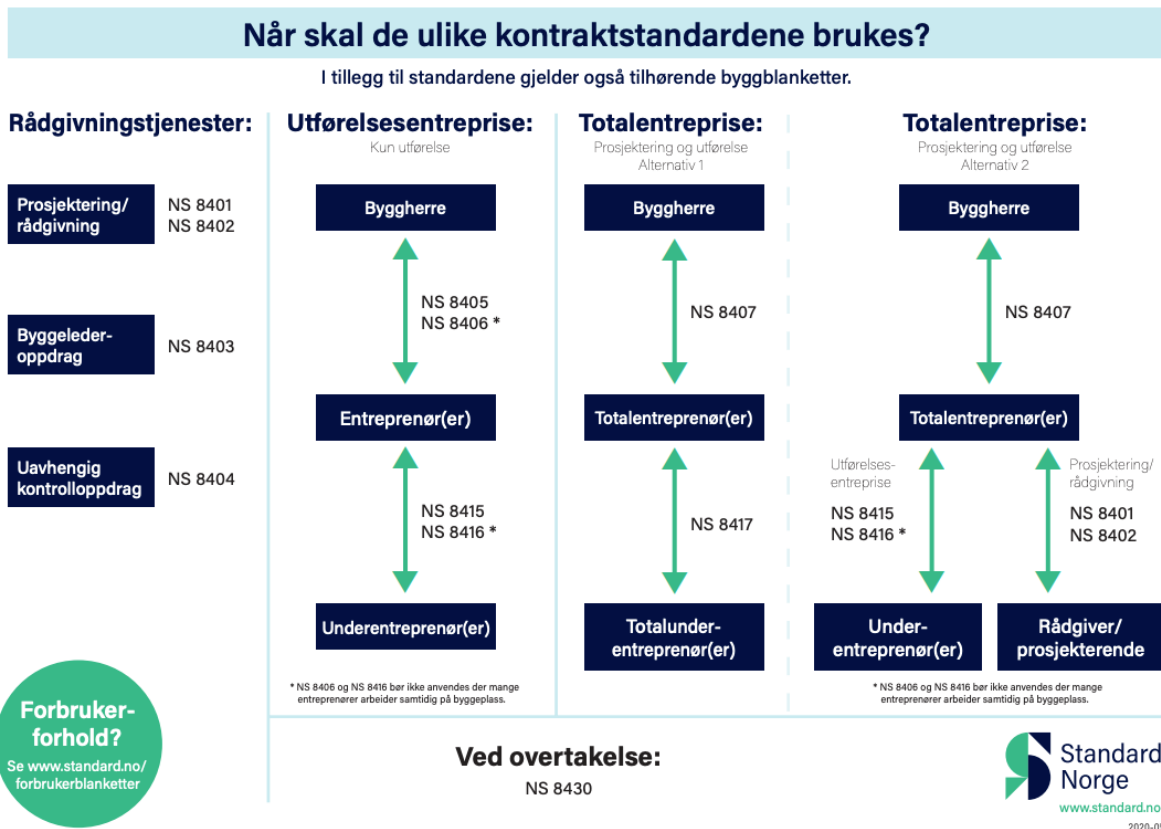 Når skal de ulike kontraktstandardene brukes?
I tillegg til standardene gjelder også tilhørende byggblanketter.
Rådgivningstjenester:
Prosjektering/
rådgivning
NS 8401
NS 8402
Byggeleder-
oppdrag
NS 8403
Uavhengig
kontrolloppdrag
NS 8404
Utførelsesentreprise:
Kun utførelse
Byggherre
NS 8405
NS 8406 *
Entreprenør(er)
NS 8415
NS 8416 *
Underentreprenør(er)
* NS 8406 og NS 8416 bør ikke anvendes der mange
entreprenører arbeider samtidig på byggeplass.
Totalentreprise:
Prosjektering og utførelse
Alternativ 1
Byggherre
NS 8407
Totalentreprenør(er)
NS 8417
Totalunder-
entreprenør(er)
Totalentreprise:
Prosjektering og utførelse
Alternativ 2
Byggherre
NS 8407
Totalentreprenør(er)
Utførelses-
entreprise
NS 8415
NS 8416 *
Prosjektering/
rådgivning
NS 8401
NS 8402
Under-
entreprenør(er)
Rådgiver/
prosjekterende
* NS 8406 og NS 8416 bør ikke anvendes der mange
entreprenører arbeider samtidig på byggeplass.
Forbruker-
forhold?
Se www.standard.no/
forbrukerblanketter
Ved overtakelse:
NS 8430
Standard
Norge
www.standard.no